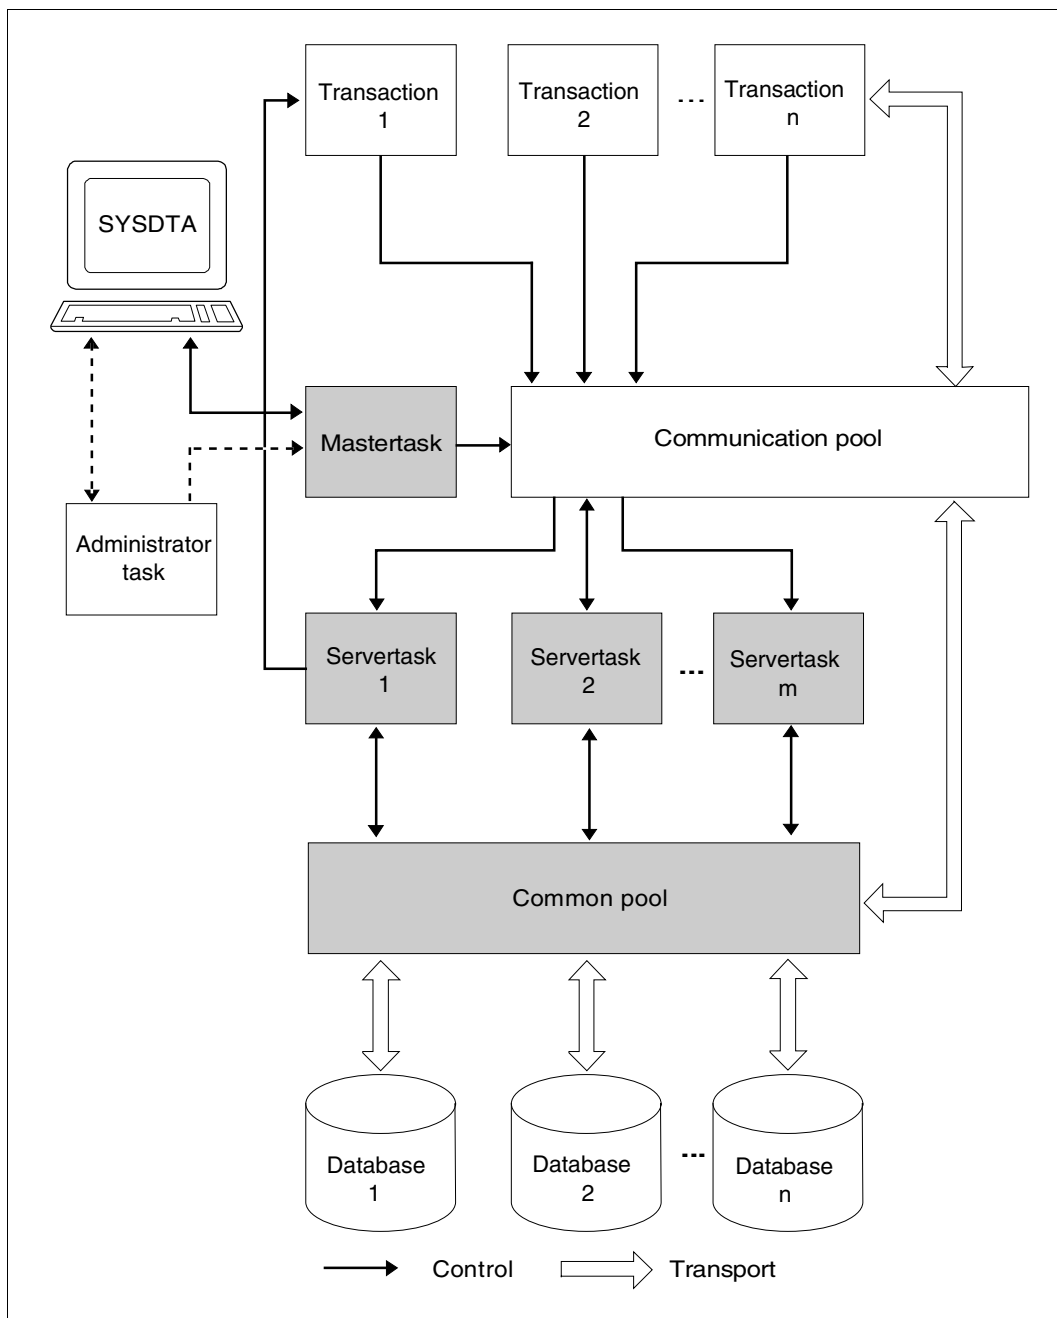 Transaction
1
Transaction
2
...
Transaction
n
SYSDTA
Mastertask
Communication pool
Administrator
task
Servertask
1
Servertask
2
...
Servertask
m
Common pool
Database
1
Database
2
...
Database
n
Control
Transport